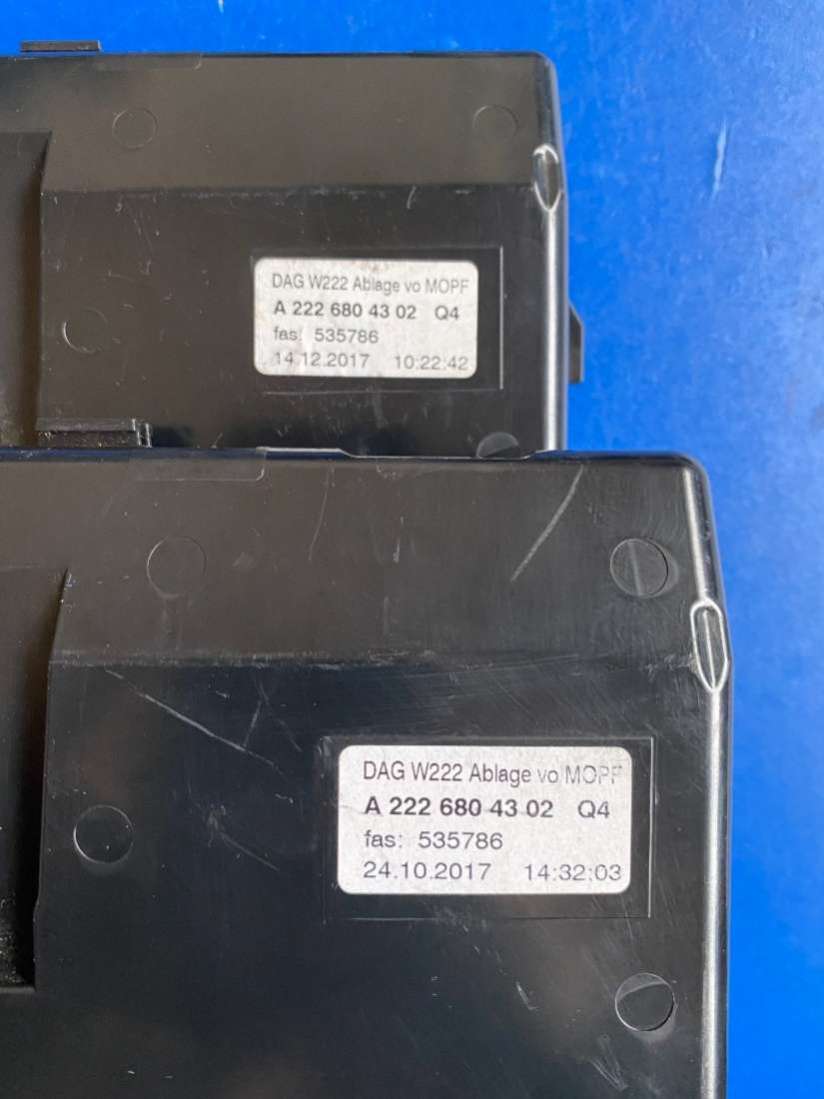 DAG W222 Ablage vo MOPF
A 222 680 43 02 Q4
fas: 535786
14.12.2017 10:22:42
DAG W222 Ablage vo MOPF
A 222 680 43 02 Q4
fas: 535786
24.10.2017 14:32:03